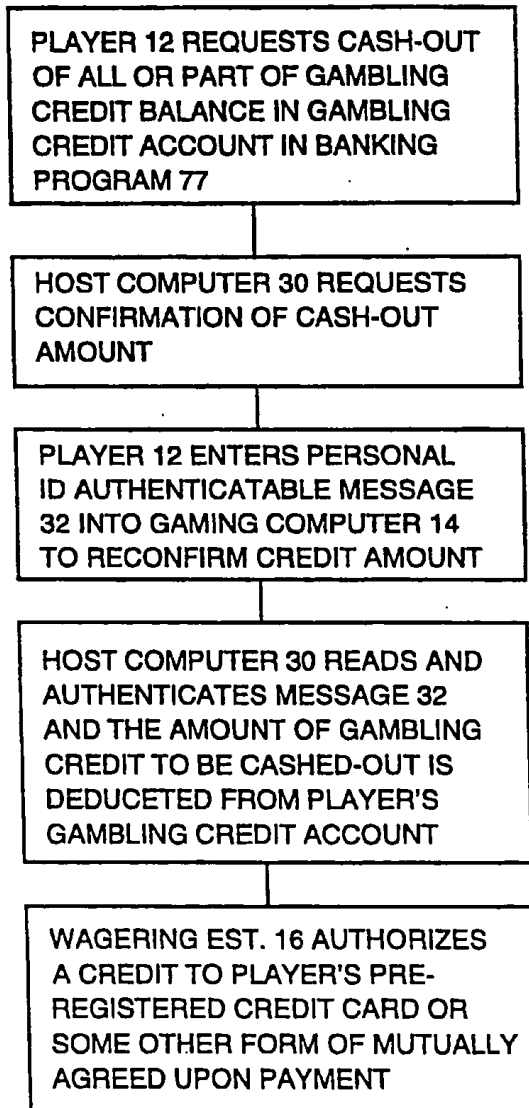 PLAYER 12 REQUESTS CASH-OUT
OF ALL OR PART OF GAMBLING
CREDIT BALANCE IN GAMBLING
CREDIT ACCOUNT IN BANKING
PROGRAM 77
HOST COMPUTER 30 REQUESTS
CONFIRMATION OF CASH-OUT
AMOUNT
PLAYER 12 ENTERS PERSONAL
ID AUTHENTICATABLE MESSAGE
32 INTO GAMING COMPUTER 14
TO RECONFIRM CREDIT AMOUNT
HOST COMPUTER 30 READS AND
AUTHENTICATES MESSAGE 32
AND THE AMOUNT OF GAMBLING
CREDIT TO BE CASHED-OUT IS
DEDUCETED FROM PLAYER'S
GAMBLING CREDIT ACCOUNT
WAGERING EST. 16 AUTHORIZES
A CREDIT TO PLAYER'S PRE-
REGISTERED CREDIT CARD OR
SOME OTHER FORM OF MUTUALLY
AGREED UPON PAYMENT